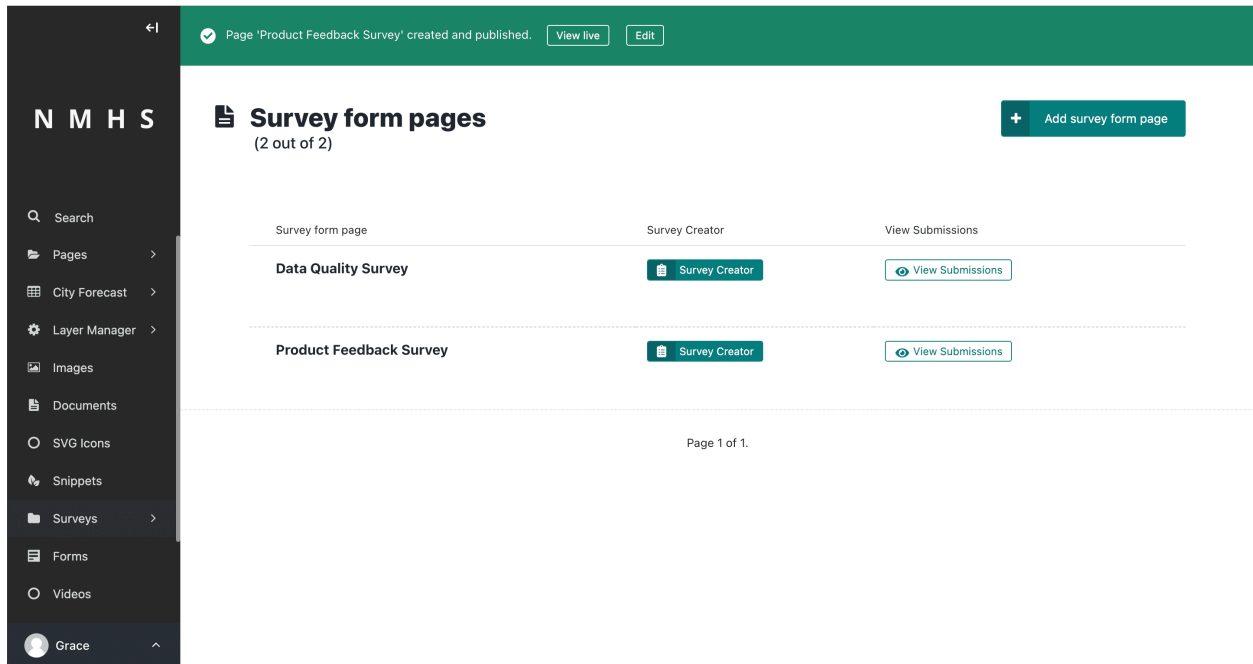 Page 'Product Feedback Survey' created and published. View live Edit
N M H S
Search
Pages
City Forecast
Layer Manager
Images
Documents
SVG Icons
Snippets
Surveys
Forms
Videos
Grace
Survey form pages
(2 out of 2)
Add survey form page
Survey form page Survey Creator View Submissions
Data Quality Survey Survey Creator View Submissions
Product Feedback Survey Survey Creator View Submissions
Page 1 of 1.